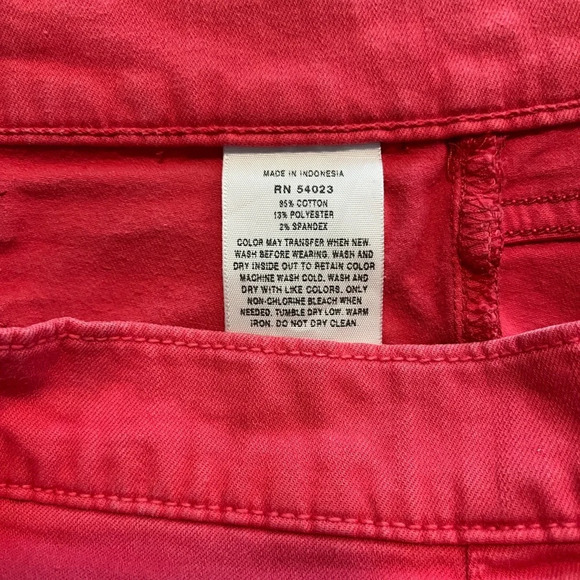 MADE IN INDONESIA
RN 54023
85% COTTON
13% POLYESTER
2% SPANDEX
COLOR MAY TRANSFER WHEN NEW.
WASH BEFORE WEARING. WASH AND
DRY INSIDE OUT TO RETAIN COLOR
MACHINE WASH COLD. WASH AND
DRY WITH LIKE COLORS. ONLY
NON-CHLORINE BLEACH WHEN
NEEDED. TUMBLE DRY LOW. WARM
IRON. DO NOT DRY CLEAN.